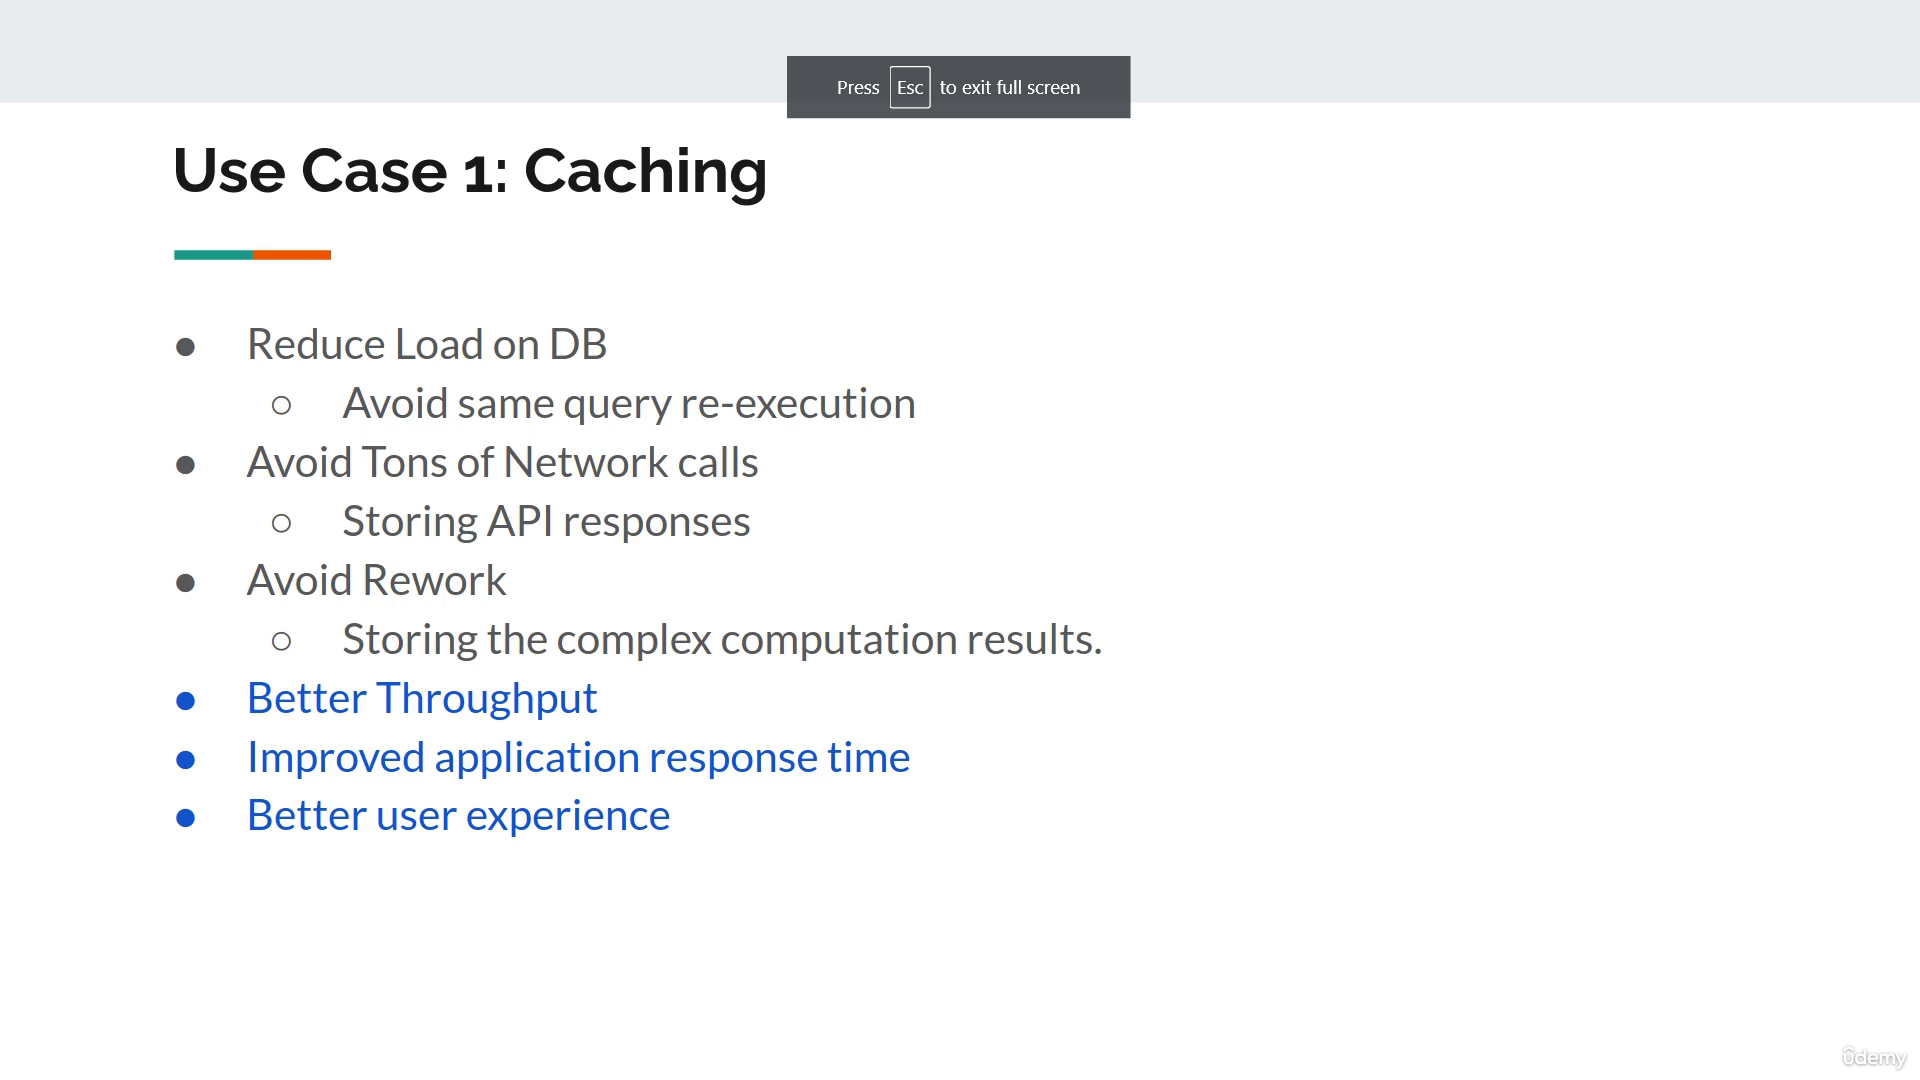 Press Esc to exit full screen
Use Case 1: Caching
● Reduce Load on DB
○ Avoid same query re-execution
● Avoid Tons of Network calls
○ Storing API responses
● Avoid Rework
○ Storing the complex computation results.
● Better Throughput
● Improved application response time
● Better user experience
ûdemy